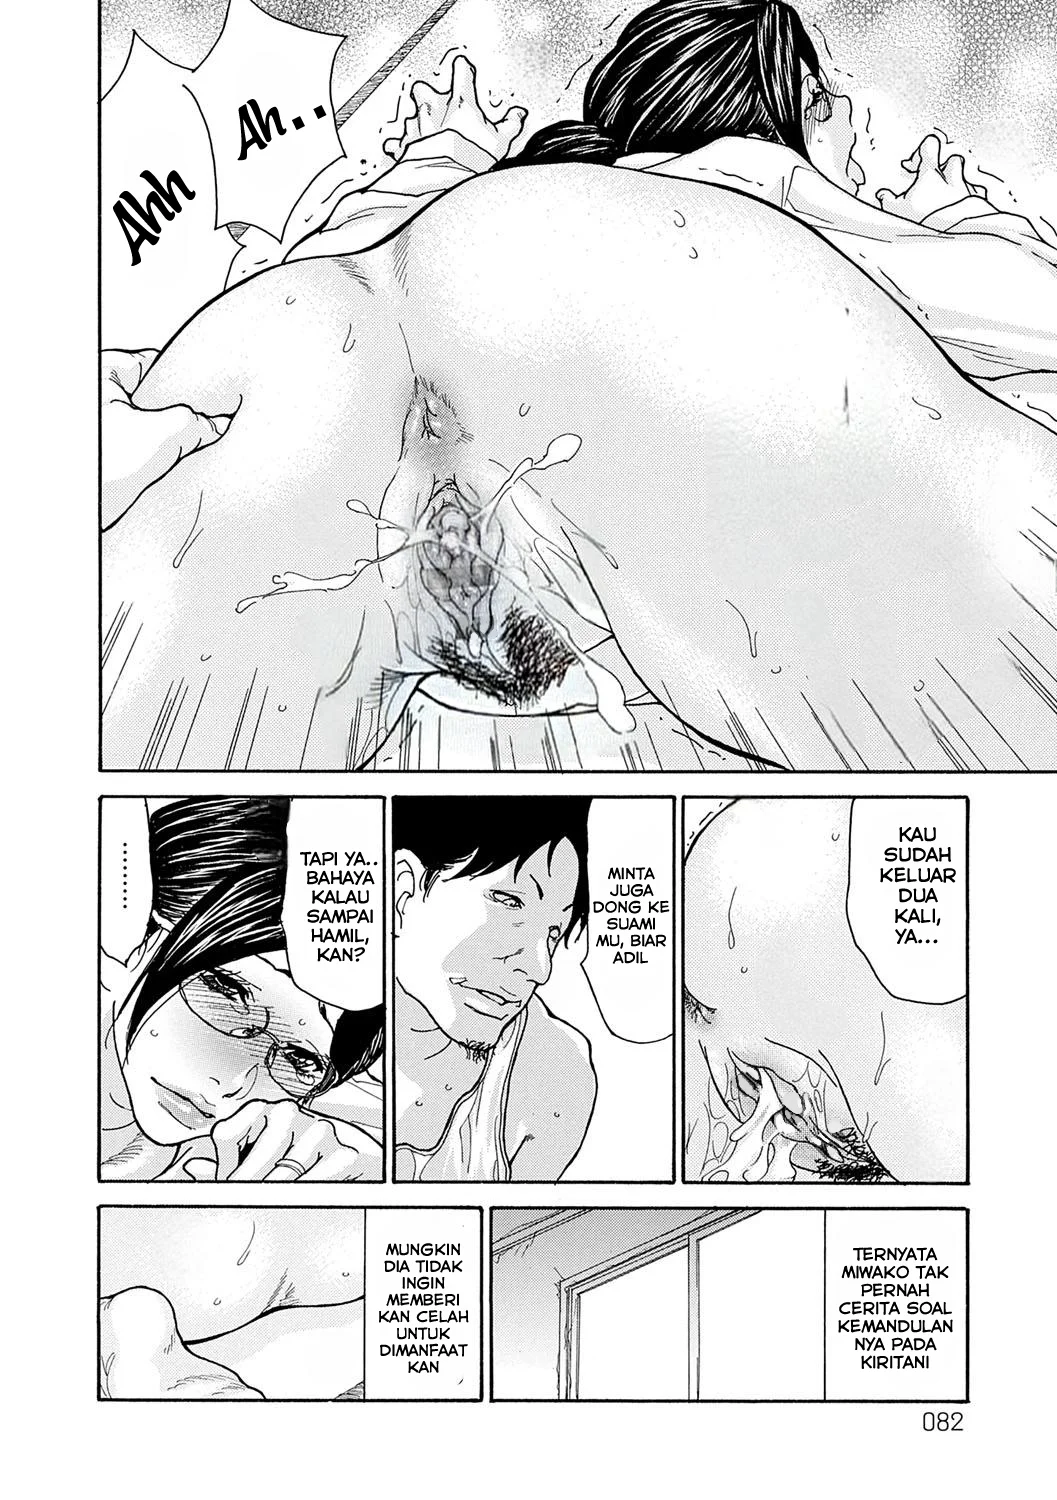 Ah..
Ahh
KAU
SUDAH
KELUAR
DUA
KALI,
YA...
MINTA
JUGA
DONG KE
SUAMI
MU, BIAR
ADIL
TAPI YA..
BAHAYA
KALAU
SAMPAI
HAMIL,
KAN?
........
TERNYATA
MIWAKO TAK
PERNAH
CERITA SOAL
KEMANDULAN
NYA PADA
KIRITANI
MUNGKIN
DIA TIDAK
INGIN
MEMBERI
KAN CELAH
UNTUK
DIMANFAAT
KAN
082